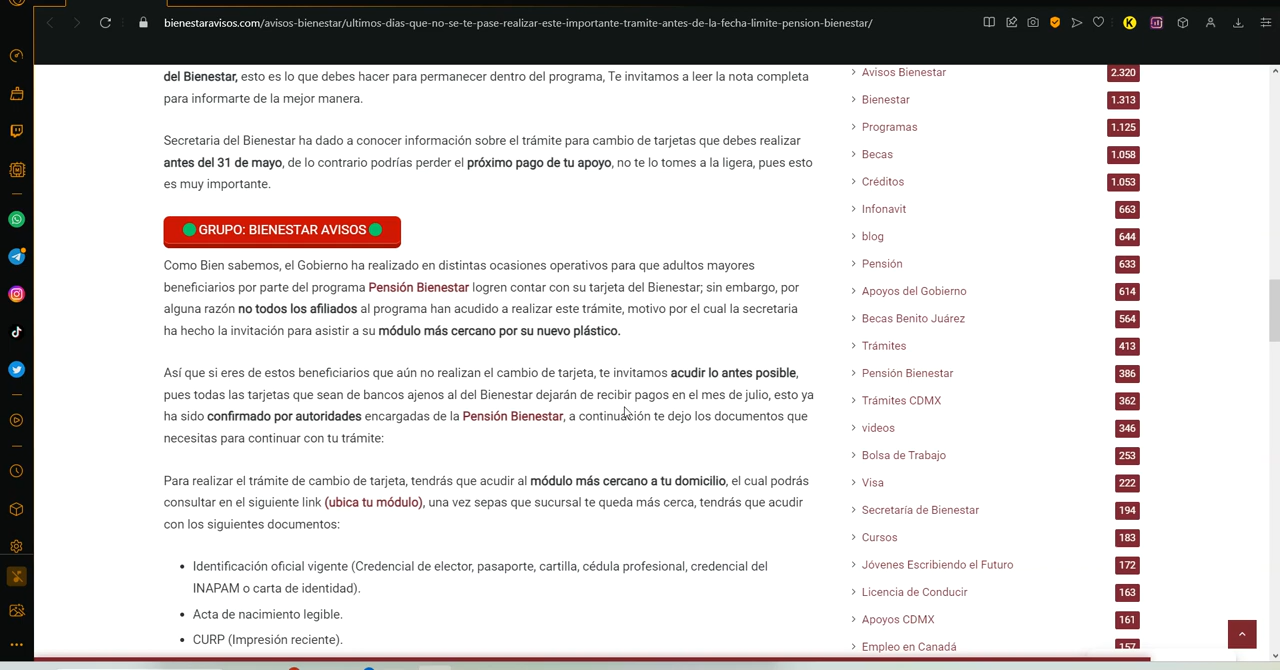 bienestaravisos.com/avisos-bienestar/ultimos-dias-que-no-se-te-pase-realizar-este-importante-tramite-antes-de-la-fecha-limite-pension-bienestar/
K
del Bienestar, esto es lo que debes hacer para permanecer dentro del programa, Te invitamos a leer la nota completa
para informarte de la mejor manera.
Secretaria del Bienestar ha dado a conocer información sobre el trámite para cambio de tarjetas que debes realizar
antes del 31 de mayo, de lo contrario podrías perder el próximo pago de tu apoyo, no te lo tomes a la ligera, pues esto
es muy importante.
GRUPO: BIENESTAR AVISOS
Como Bien sabemos, el Gobierno ha realizado en distintas ocasiones operativos para que adultos mayores
beneficiarios por parte del programa Pensión Bienestar logren contar con su tarjeta del Bienestar; sin embargo, por
alguna razón no todos los afiliados al programa han acudido a realizar este trámite, motivo por el cual la secretaria
ha hecho la invitación para asistir a su módulo más cercano por su nuevo plástico.
Así que si eres de estos beneficiarios que aún no realizan el cambio de tarjeta, te invitamos acudir lo antes posible,
pues todas las tarjetas que sean de bancos ajenos al del Bienestar dejarán de recibir pagos en el mes de julio, esto ya
ha sido confirmado por autoridades encargadas de la Pensión Bienestar, a continuación te dejo los documentos que
necesitas para continuar con tu trámite:
Para realizar el trámite de cambio de tarjeta, tendrás que acudir al módulo más cercano a tu domicilio, el cual podrás
consultar en el siguiente link (ubica tu módulo), una vez sepas que sucursal te queda más cerca, tendrás que acudir
con los siguientes documentos:
• Identificación oficial vigente (Credencial de elector, pasaporte, cartilla, cédula profesional, credencial del
INAPAM o carta de identidad).
• Acta de nacimiento legible.
• CURP (Impresión reciente).
Avisos Bienestar 2.320
Bienestar 1.313
Programas 1.125
Becas 1.058
Créditos 1.053
Infonavit 663
blog 644
Pensión 633
Apoyos del Gobierno 614
Becas Benito Juárez 564
Trámites 413
Pensión Bienestar 386
Trámites CDMX 362
videos 346
Bolsa de Trabajo 253
Visa 222
Secretaría de Bienestar 194
Cursos 183
Jóvenes Escribiendo el Futuro 172
Licencia de Conducir 163
Apoyos CDMX 161
Empleo en Canadá 157